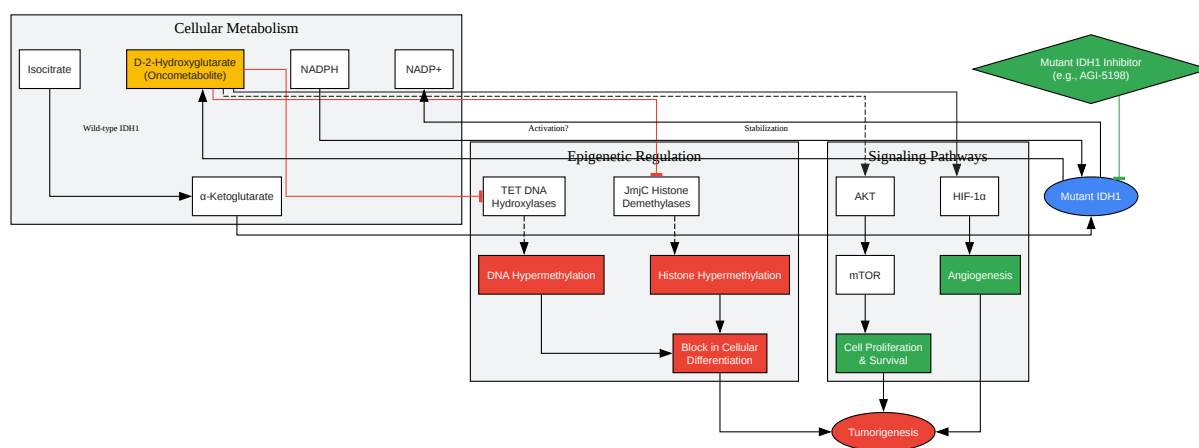 Cellular Metabolism
Isocitrate
D-2-Hydroxyglutarate
(Oncometabolite)
NADPH
NADP+
Mutant IDH1 Inhibitor
(e.g., AGI-5198)
Wild-type IDH1
Activation?
Stabilization
Epigenetic Regulation
Signaling Pathways
α-Ketoglutarate
TET DNA
Hydroxylases
JmjC Histone
Demethylases
AKT
HIF-1α
Mutant IDH1
DNA Hypermethylation
Histone Hypermethylation
mTOR
Angiogenesis
Block in Cellular
Differentiation
Cell Proliferation
& Survival
Tumorigenesis